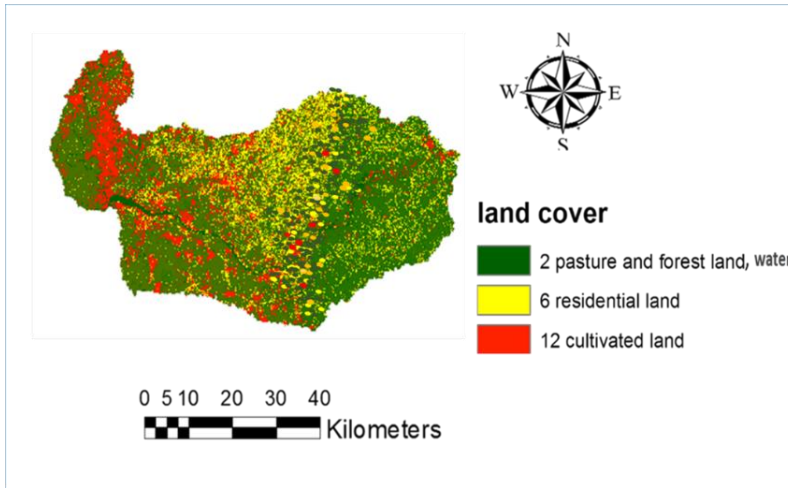 N
W E
S
land cover
2 pasture and forest land, water
6 residential land
12 cultivated land
0 5 10 20 30 40
Kilometers